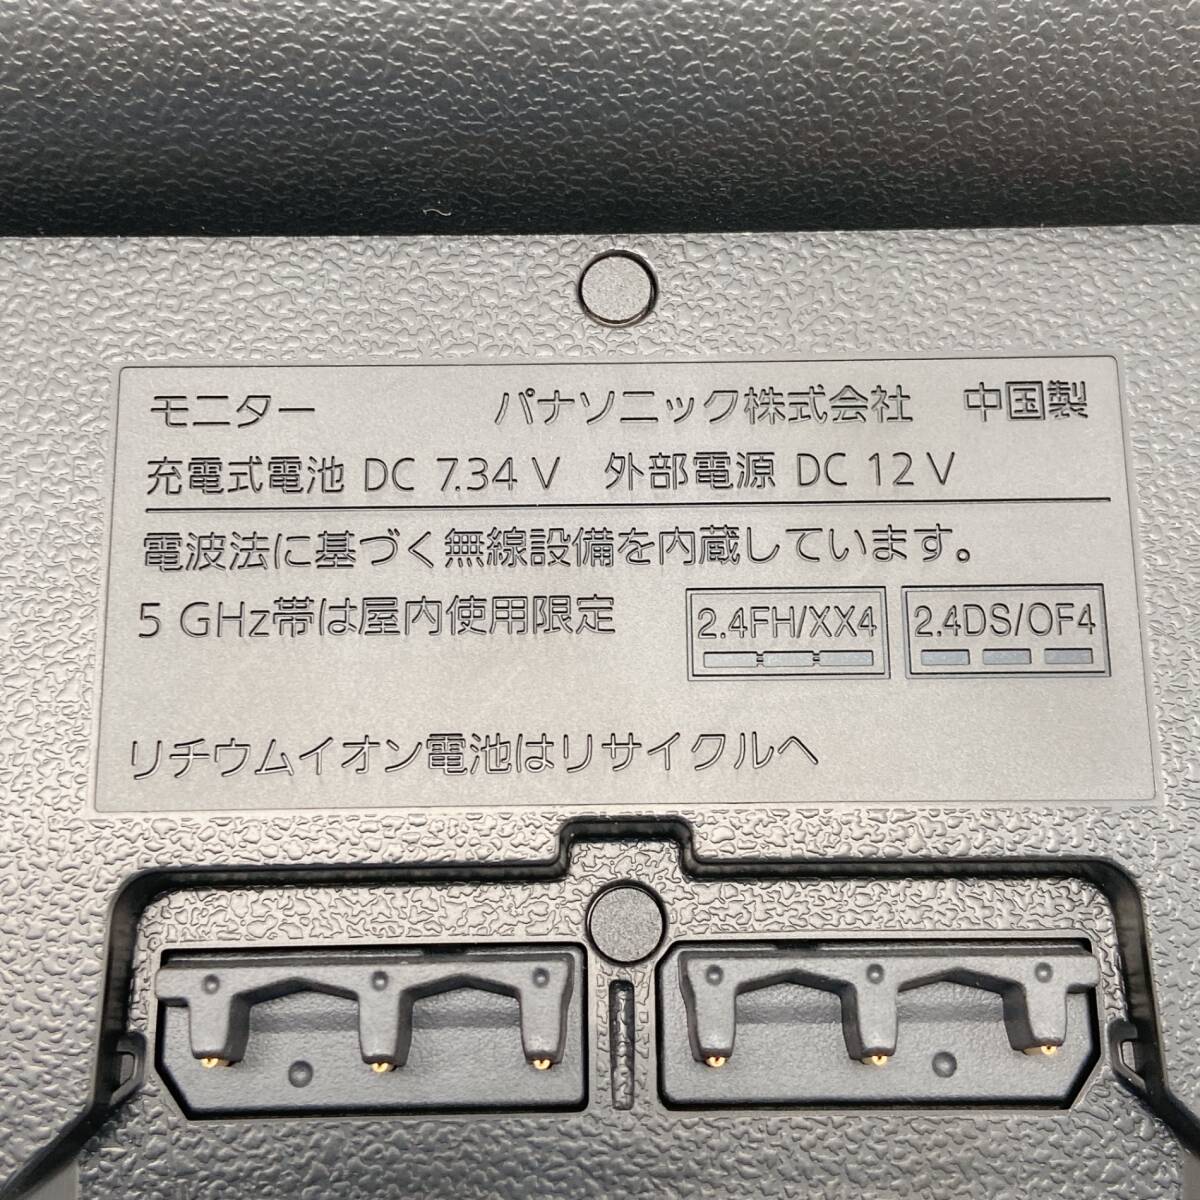 モニター パナソニック株式会社 中国製
充電式電池 DC 7.34 V 外部電源 DC 12 V
電波法に基づく無線設備を内蔵しています。
5 GHz帯は屋内使用限定 2.4FH/XX4 2.4DS/OF4
リチウムイオン電池はリサイクルへ